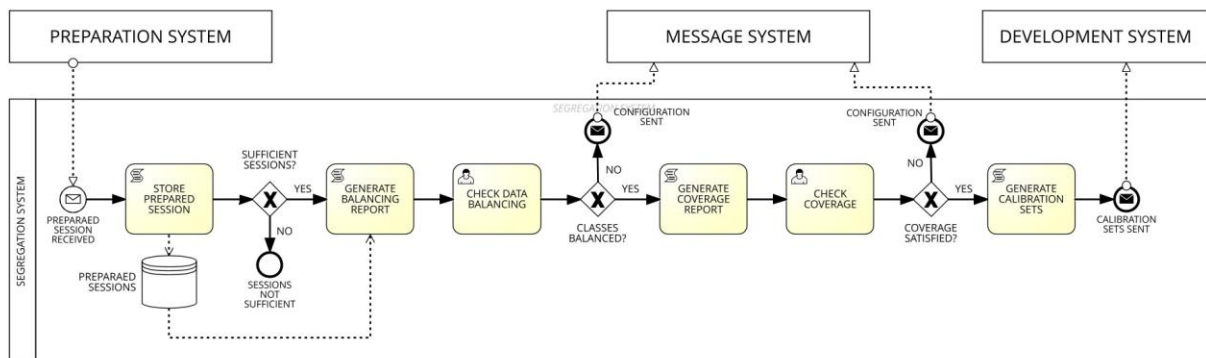 PREPARATION SYSTEM
MESSAGE SYSTEM
DEVELOPMENT SYSTEM
SEGREGATION SYSTEM
SEGREGATION SYSTEM
PREPARAED
SESSION
RECEIVED
STORE
PREPARED
SESSION
PREPARAED
SESSIONS
SUFFICIENT
SESSIONS?
YES
NO
SESSIONS
NOT
SUFFICIENT
GENERATE
BALANCING
REPORT
CHECK DATA
BALANCING
CONFIGURATION
SENT
NO
YES
CLASSES
BALANCED?
GENERATE
COVERAGE
REPORT
CHECK
COVERAGE
CONFIGURATION
SENT
NO
YES
COVERAGE
SATISFIED?
GENERATE
CALIBRATION
SETS
CALIBRATION
SETS SENT